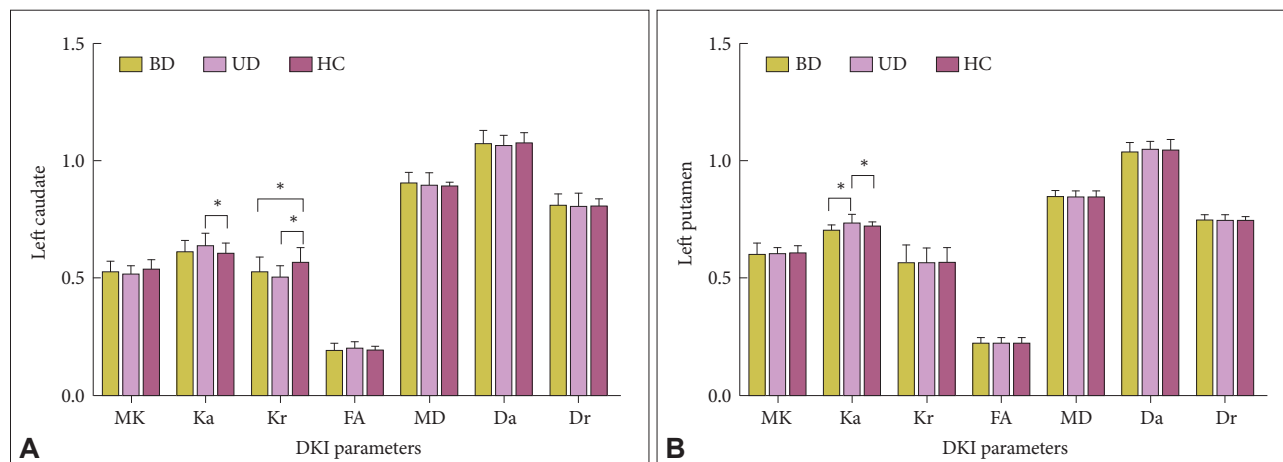 1.5
BD UD HC
1.0
*
*
*
0.5
0.0
Left caudate
MK Ka Kr FA MD Da Dr
DKI parameters
A
1.5
BD UD HC
1.0
*
*
0.5
0.0
Left putamen
MK Ka Kr FA MD Da Dr
DKI parameters
B